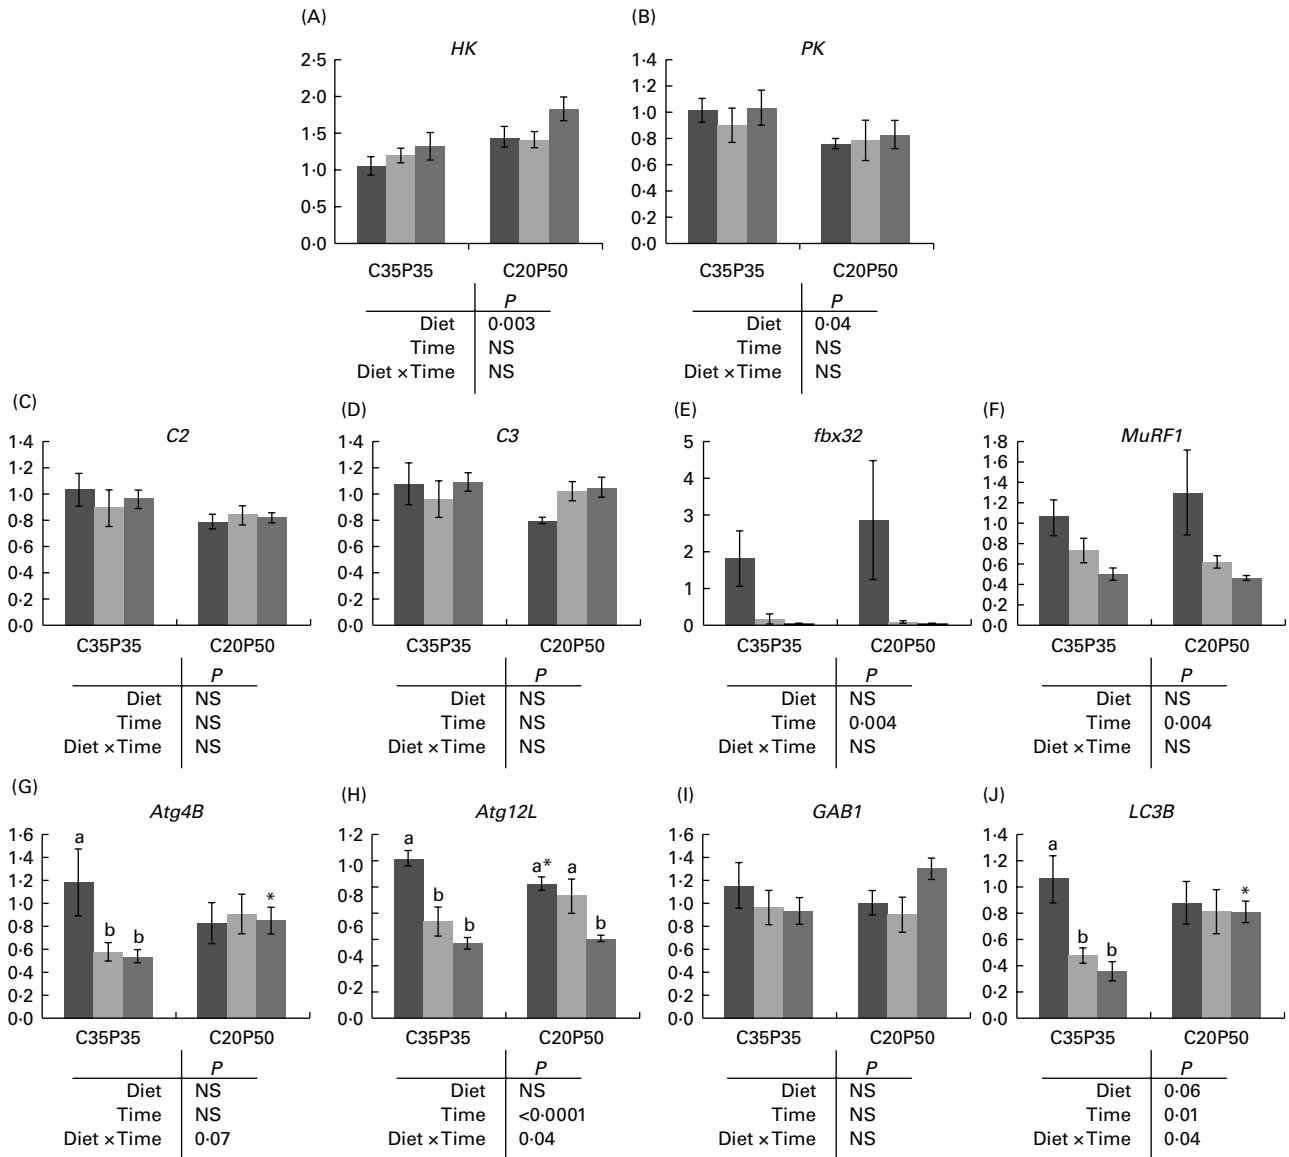 (A)
HK
2·5
2·0
1·5
1·0
0·5
0·0
C35P35 C20P50
P
Diet 0·003
Time NS
Diet ×Time NS
(B)
PK
1·4
1·2
1·0
0·8
0·6
0·4
0·2
0·0
C35P35 C20P50
P
Diet 0·04
Time NS
Diet ×Time NS
(C)
C2
1·4
1·2
1·0
0·8
0·6
0·4
0·2
0·0
C35P35 C20P50
P
Diet NS
Time NS
Diet ×Time NS
(D)
C3
1·4
1·2
1·0
0·8
0·6
0·4
0·2
0·0
C35P35 C20P50
P
Diet NS
Time NS
Diet ×Time NS
(E)
fbx32
5
4
3
2
1
0
C35P35 C20P50
P
Diet NS
Time 0·004
Diet ×Time NS
(F)
MuRF1
1·8
1·6
1·4
1·2
1·0
0·8
0·6
0·4
0·2
0·0
C35P35 C20P50
P
Diet NS
Time 0·004
Diet ×Time NS
(G)
Atg4B
1·6
1·4
1·2
1·0
0·8
0·6
0·4
0·2
0·0
a b b *
C35P35 C20P50
P
Diet NS
Time NS
Diet ×Time 0·07
(H)
Atg12L
1·2
1·0
0·8
0·6
0·4
0·2
0·0
a b b a* a b
C35P35 C20P50
P
Diet NS
Time <0·0001
Diet ×Time 0·04
(I)
GAB1
1·6
1·4
1·2
1·0
0·8
0·6
0·4
0·2
0·0
C35P35 C20P50
P
Diet NS
Time NS
Diet ×Time NS
(J)
LC3B
1·4
1·2
1·0
0·8
0·6
0·4
0·2
0·0
a b b *
C35P35 C20P50
P
Diet 0·06
Time 0·01
Diet ×Time 0·04